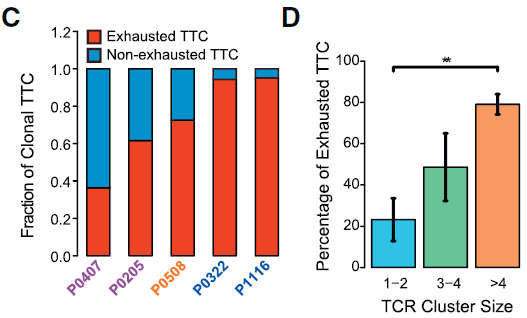 C
Exhausted TTC
Non-exhausted TTC
Fraction of Clonal TTC
1.2
1.0
0.8
0.6
0.4
0.2
0.0
P0407
P0205
P0508
P0322
P1116
D
**
Percentage of Exhausted TTC
100
80
60
40
20
0
1−2
3−4
>4
TCR Cluster Size